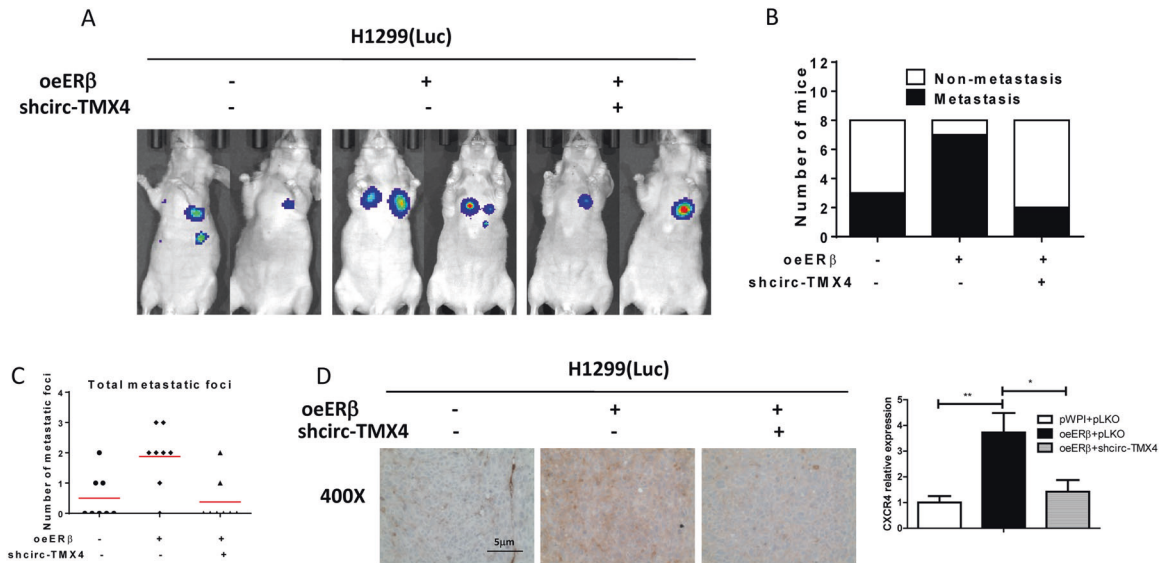 A
H1299(Luc)
oeERβ - + +
shcirc-TMX4 - - +
B
Number of mice
12
10
8
6
4
2
0
Non-metastasis
Metastasis
oeERβ - + +
shcirc-TMX4 - - +
C
Total metastatic foci
Number of metastatic foci
4
3
2
1
0
oeERβ - + +
shcirc-TMX4 - - +
D
H1299(Luc)
oeERβ - + +
shcirc-TMX4 - - +
400X
5μm
CXCR4 relative expression
5
4
3
2
1
0
**
*
pWPI+pLKO
oeERβ+pLKO
oeERβ+shcirc-TMX4